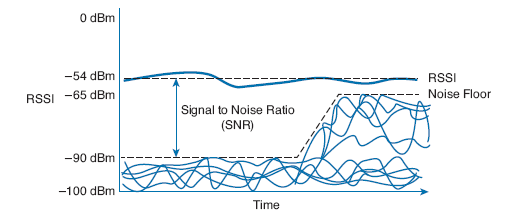 0 dBm
−54 dBm
RSSI
RSSI
−65 dBm
Noise Floor
Signal to Noise Ratio
(SNR)
−90 dBm
−100 dBm
Time